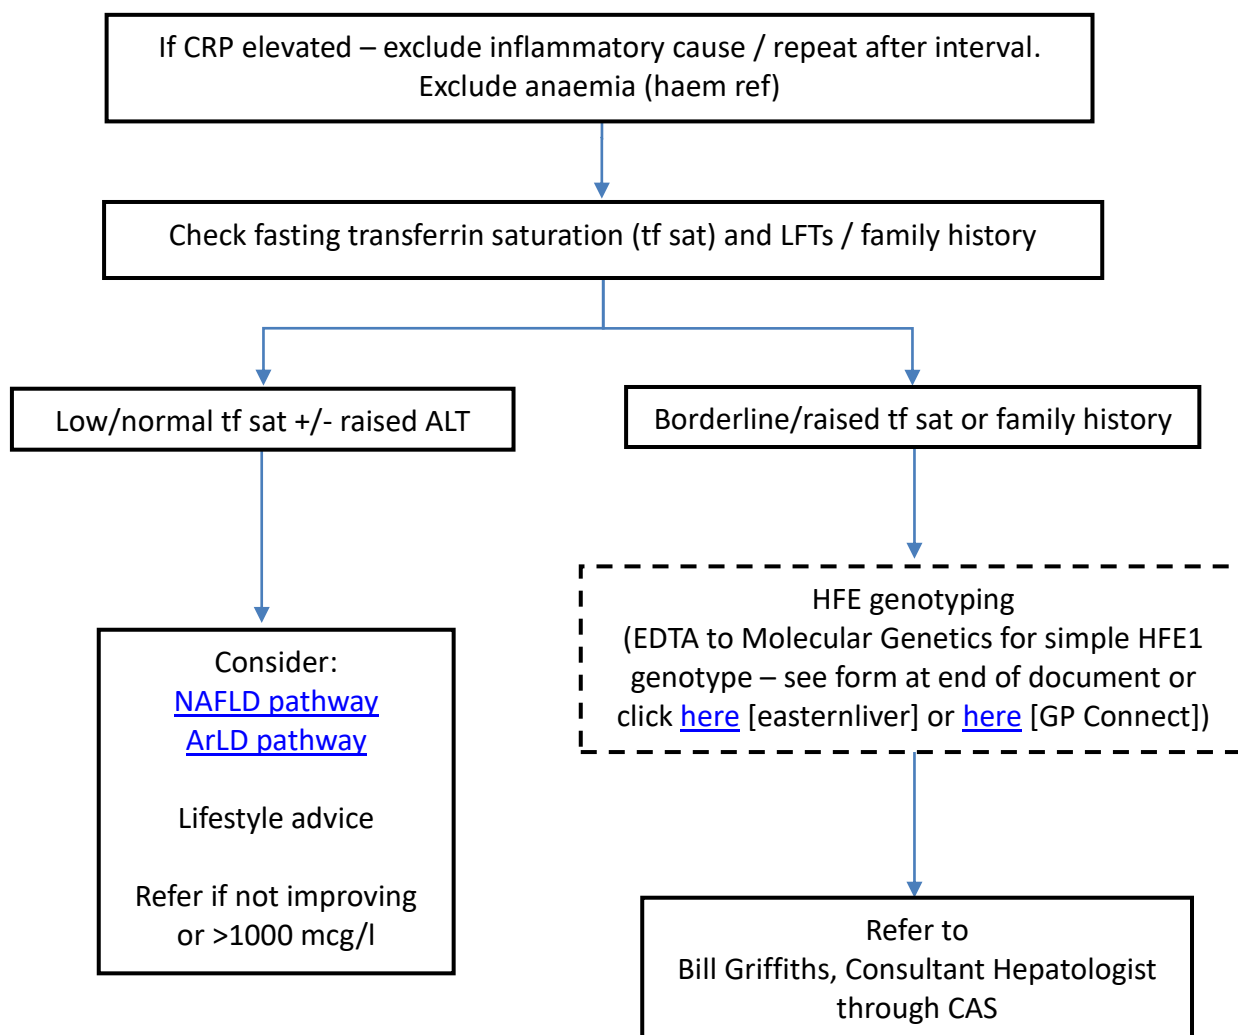 If CRP elevated – exclude inflammatory cause / repeat after interval.
Exclude anaemia (haem ref)
Check fasting transferrin saturation (tf sat) and LFTs / family history
Low/normal tf sat +/- raised ALT
Borderline/raised tf sat or family history
Consider:
NAFLD pathway
ArLD pathway
Lifestyle advice
Refer if not improving
or >1000 mcg/l
HFE genotyping
(EDTA to Molecular Genetics for simple HFE1
genotype – see form at end of document or
click here [easternliver] or here [GP Connect])
Refer to
Bill Griffiths, Consultant Hepatologist
through CAS